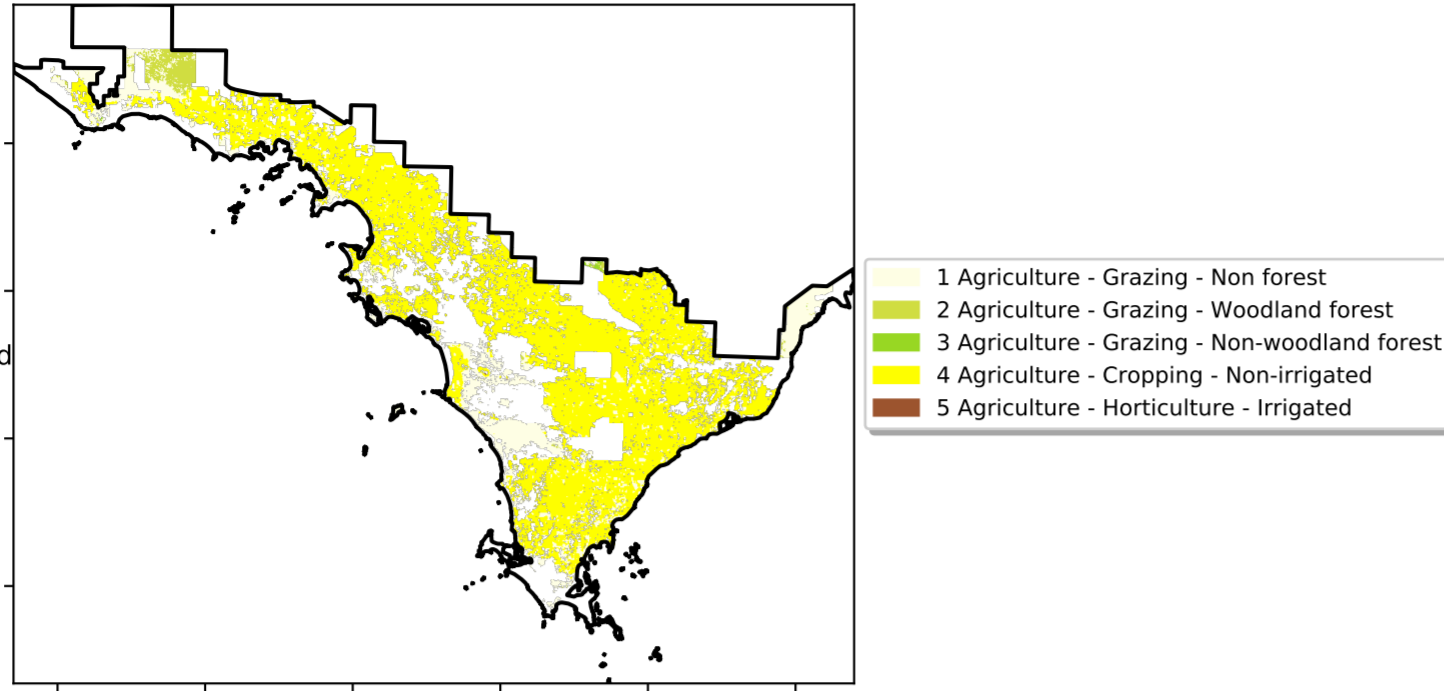 1 Agriculture - Grazing - Non forest
2 Agriculture - Grazing - Woodland forest
3 Agriculture - Grazing - Non-woodland forest
4 Agriculture - Cropping - Non-irrigated
5 Agriculture - Horticulture - Irrigated
d